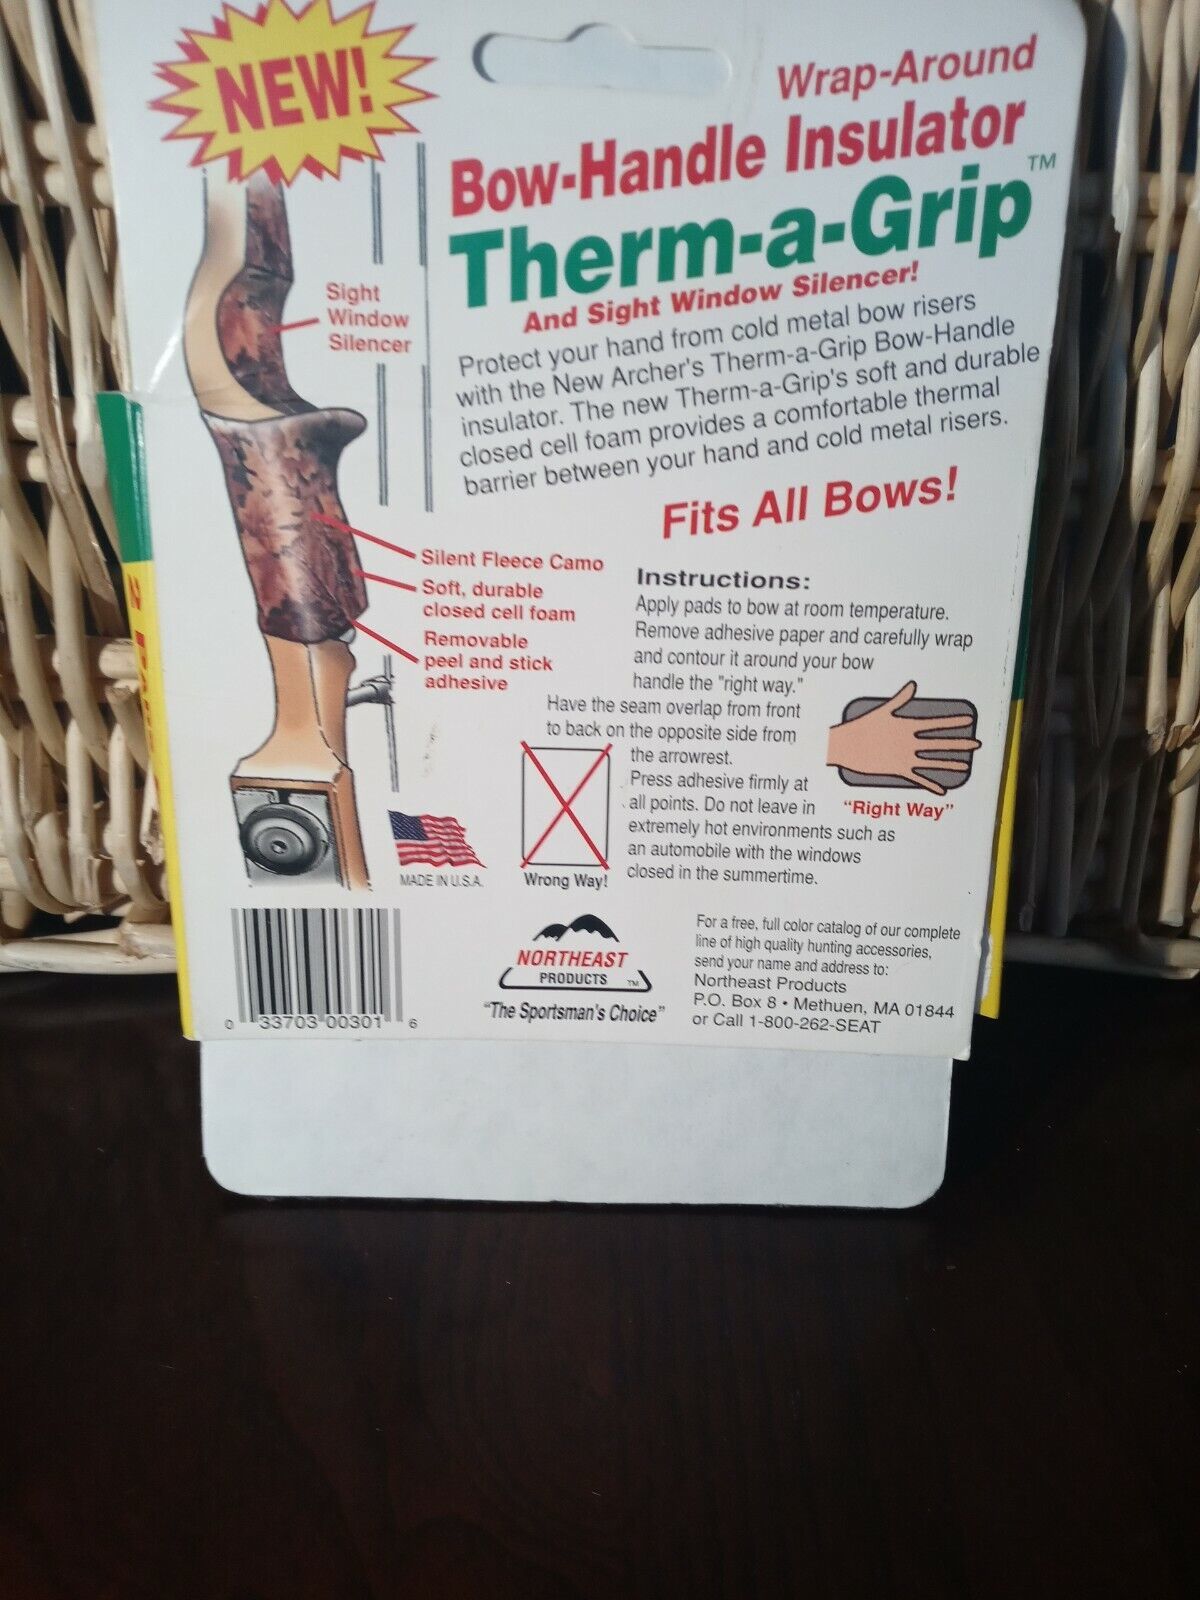 NEW!
Wrap-Around
Bow-Handle Insulator
Therm-a-Grip™
And Sight Window Silencer!
Sight
Window
Silencer
Protect your hand from cold metal bow risers
with the New Archer's Therm-a-Grip Bow-Handle
insulator. The new Therm-a-Grip's soft and durable
closed cell foam provides a comfortable thermal
barrier between your hand and cold metal risers.
Fits All Bows!
Silent Fleece Camo
Soft, durable
closed cell foam
Removable
peel and stick
adhesive
Instructions:
Apply pads to bow at room temperature.
Remove adhesive paper and carefully wrap
and contour it around your bow
handle the "right way."
Have the seam overlap from front
to back on the opposite side from
the arrowrest.
Press adhesive firmly at
all points. Do not leave in
extremely hot environments such as
an automobile with the windows
closed in the summertime.
"Right Way"
Wrong Way!
MADE IN U.S.A.
0 33703 00301 6
NORTHEAST
PRODUCTS ™
"The Sportsman's Choice"
For a free, full color catalog of our complete
line of high quality hunting accessories,
send your name and address to:
Northeast Products
P.O. Box 8 • Methuen, MA 01844
or Call 1-800-262-SEAT